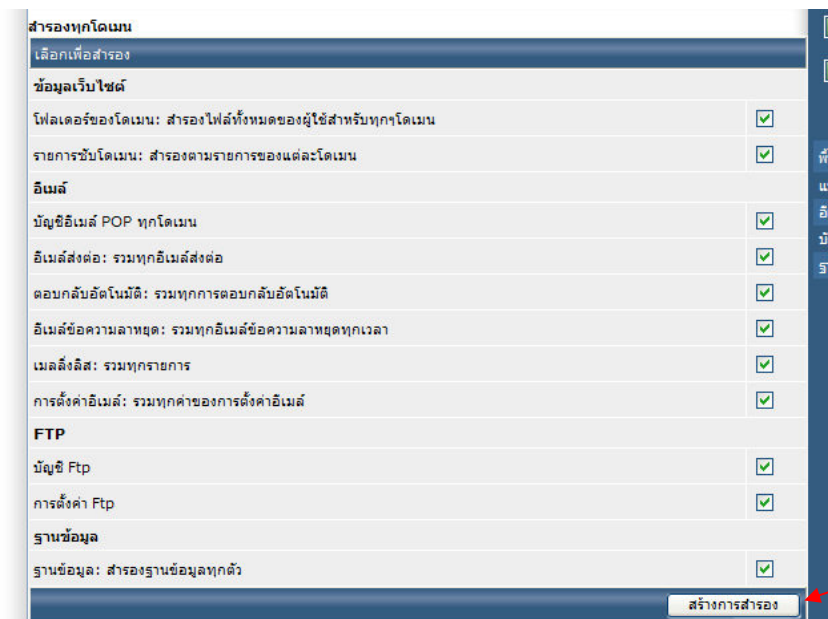 สำรองทุกโดเมน
เลือกเพื่อสำรอง
ข้อมูลเว็บไซต์
โฟลเดอร์ของโดเมน: สำรองไฟล์ทั้งหมดของผู้ใช้สำหรับทุกๆโดเมน
รายการซับโดเมน: สำรองตามรายการของแต่ละโดเมน
อีเมล์
บัญชีอีเมล์ POP ทุกโดเมน
อีเมล์ส่งต่อ: รวมทุกอีเมล์ส่งต่อ
ตอบกลับอัตโนมัติ: รวมทุกการตอบกลับอัตโนมัติ
อีเมล์ข้อความลาหยุด: รวมทุกอีเมล์ข้อความลาหยุดทุกเวลา
เมลลิ่งลิส: รวมทุกรายการ
การตั้งค่าอีเมล์: รวมทุกค่าของการตั้งค่าอีเมล์
FTP
บัญชี Ftp
การตั้งค่า Ftp
ฐานข้อมูล
ฐานข้อมูล: สำรองฐานข้อมูลทุกตัว
สร้างการสำรอง